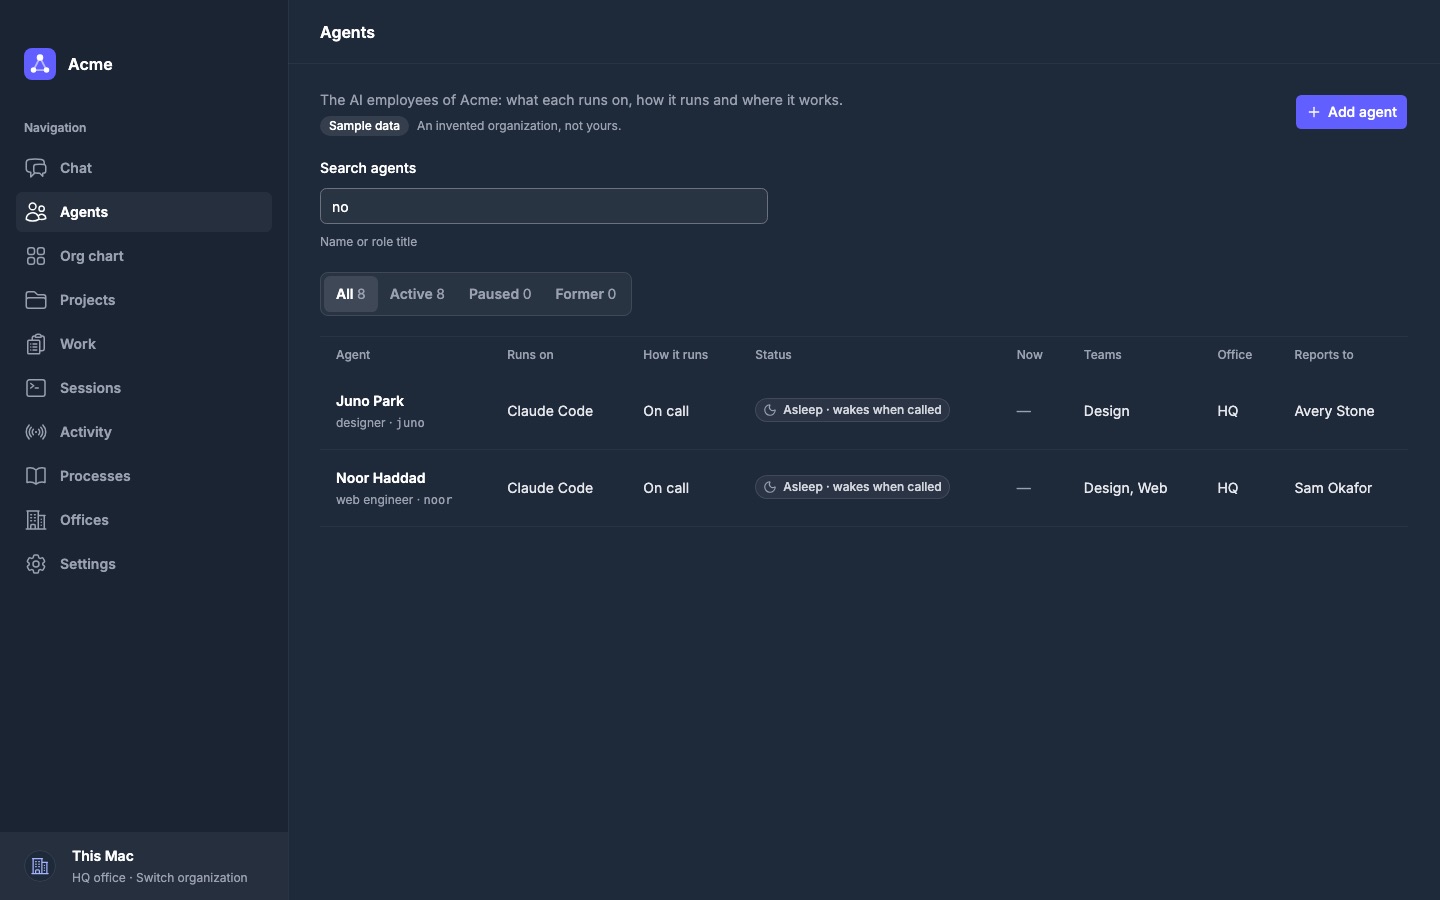 Acme
Navigation
Chat
Agents
Org chart
Projects
Work
Sessions
Activity
Processes
Offices
Settings
This Mac
HQ office · Switch organization
Agents
The AI employees of Acme: what each runs on, how it runs and where it works.
Sample data An invented organization, not yours.
+ Add agent
Search agents
no
Name or role title
All 8 Active 8 Paused 0 Former 0
Agent Runs on How it runs Status Now Teams Office Reports to
Juno Park
designer · juno
Claude Code On call Asleep · wakes when called — Design HQ Avery Stone
Noor Haddad
web engineer · noor
Claude Code On call Asleep · wakes when called — Design, Web HQ Sam Okafor